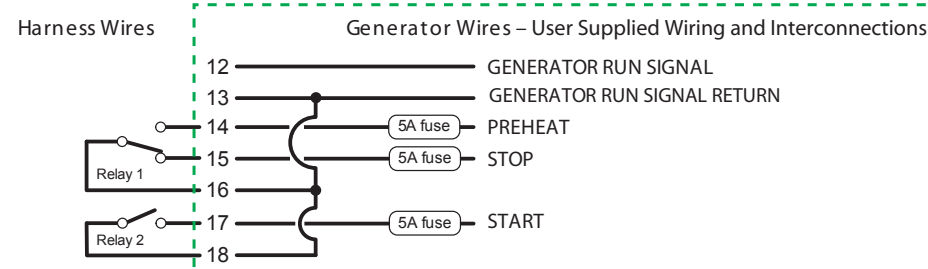 Harness Wires
Generator Wires – User Supplied Wiring and Interconnections
12 GENERATOR RUN SIGNAL
13 GENERATOR RUN SIGNAL RETURN
14 5A fuse PREHEAT
15 5A fuse STOP
Relay 1
16
17 5A fuse START
Relay 2
18